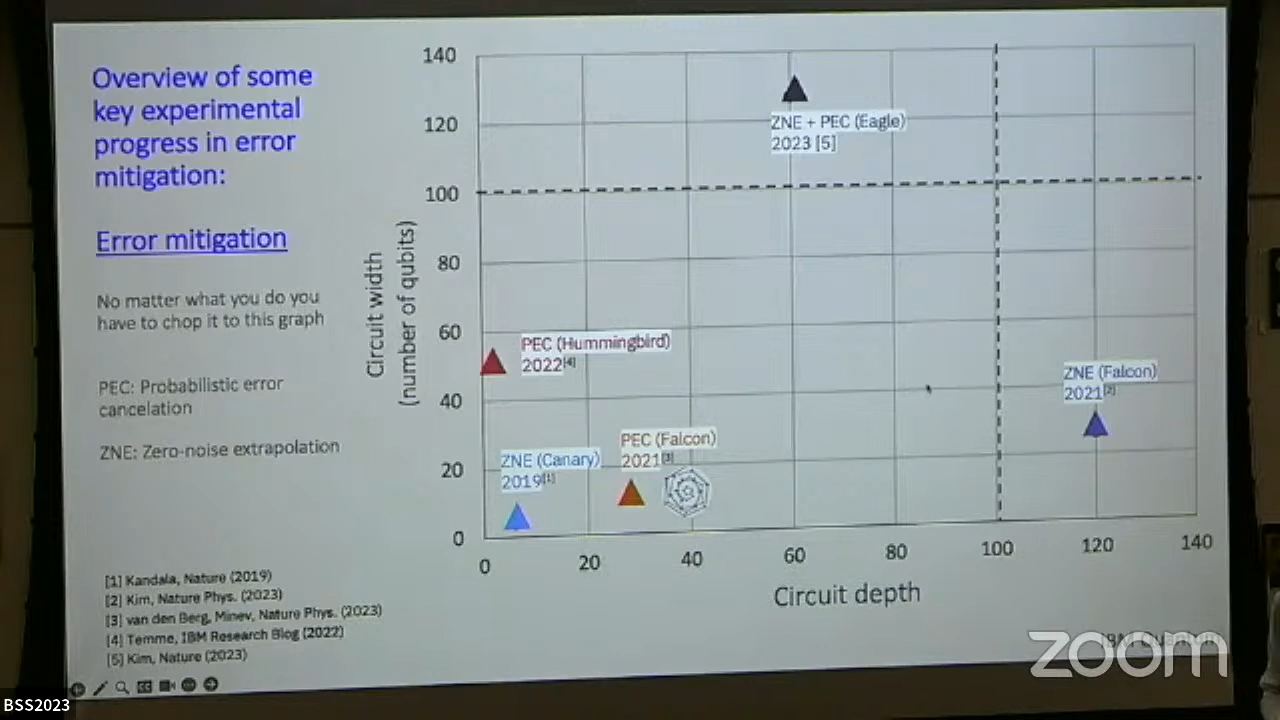 Overview of some
key experimental
progress in error
mitigation:
Error mitigation
No matter what you do you
have to chop it to this graph
PEC: Probabilistic error
cancelation
ZNE: Zero-noise extrapolation
[1] Kandala, Nature (2019)
[2] Kim, Nature Phys. (2023)
[3] van den Berg, Minev, Nature Phys. (2023)
[4] Temme, IBM Research Blog (2022)
[5] Kim, Nature (2023)
Circuit width
(number of qubits)
140
120
100
80
60
40
20
0
ZNE + PEC (Eagle)
2023 [5]
PEC (Hummingbird)
2022[4]
ZNE (Falcon)
2021[2]
PEC (Falcon)
2021[3]
ZNE (Canary)
2019[1]
0 20 40 60 80 100 120 140
Circuit depth
IBM Quantum
zoom
BSS2023